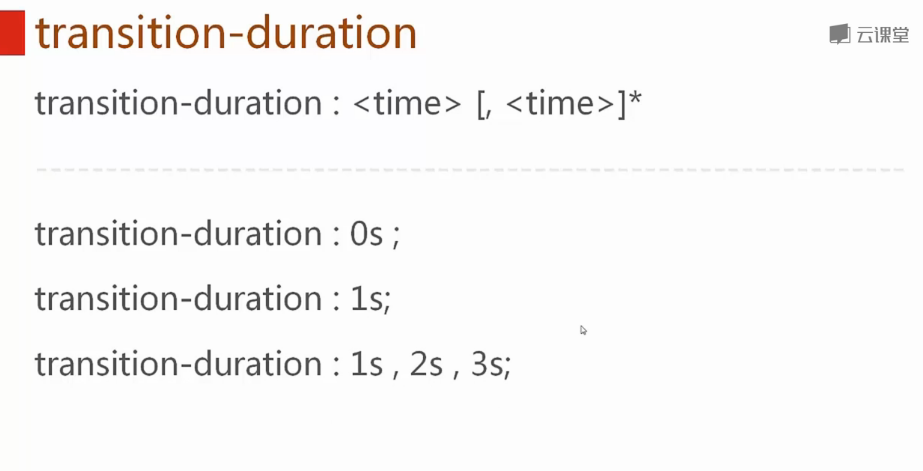 transition-duration
云课堂
transition-duration : <time> [, <time>]*
transition-duration : 0s ;
transition-duration : 1s;
transition-duration : 1s , 2s , 3s;